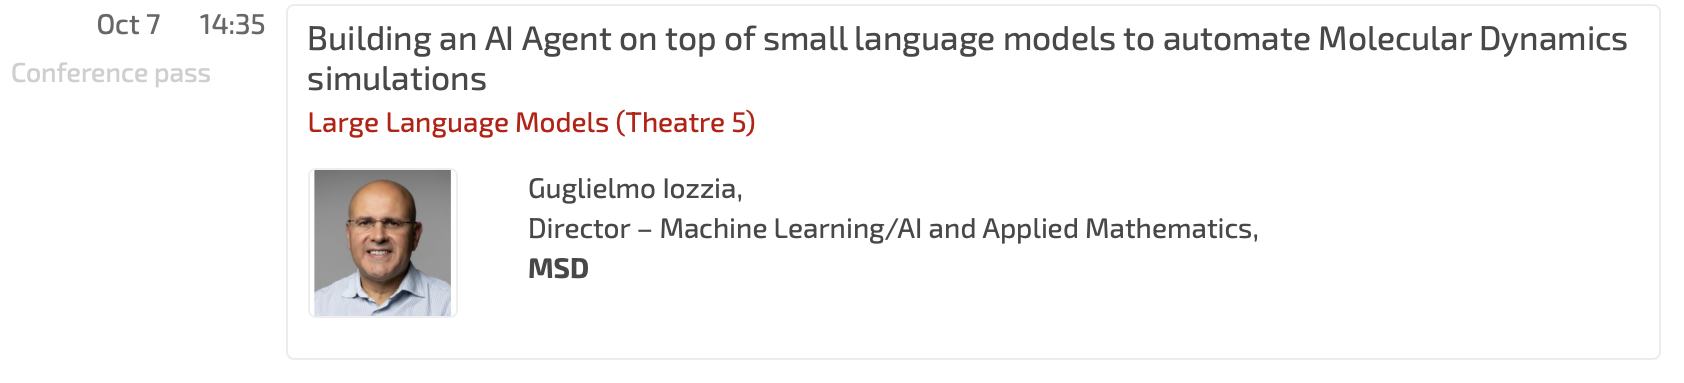 Oct 7 14:35
Conference pass
Building an AI Agent on top of small language models to automate Molecular Dynamics
simulations
Large Language Models (Theatre 5)
Guglielmo Iozzia,
Director – Machine Learning/AI and Applied Mathematics,
MSD